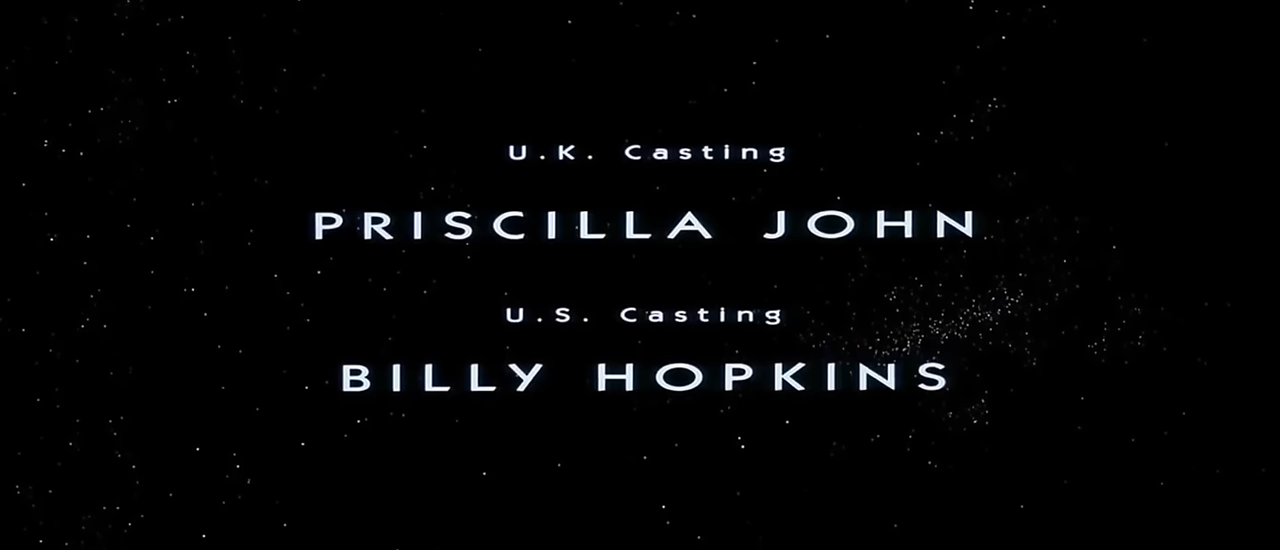 U.K. Casting
PRISCILLA JOHN
U.S. Casting
BILLY HOPKINS